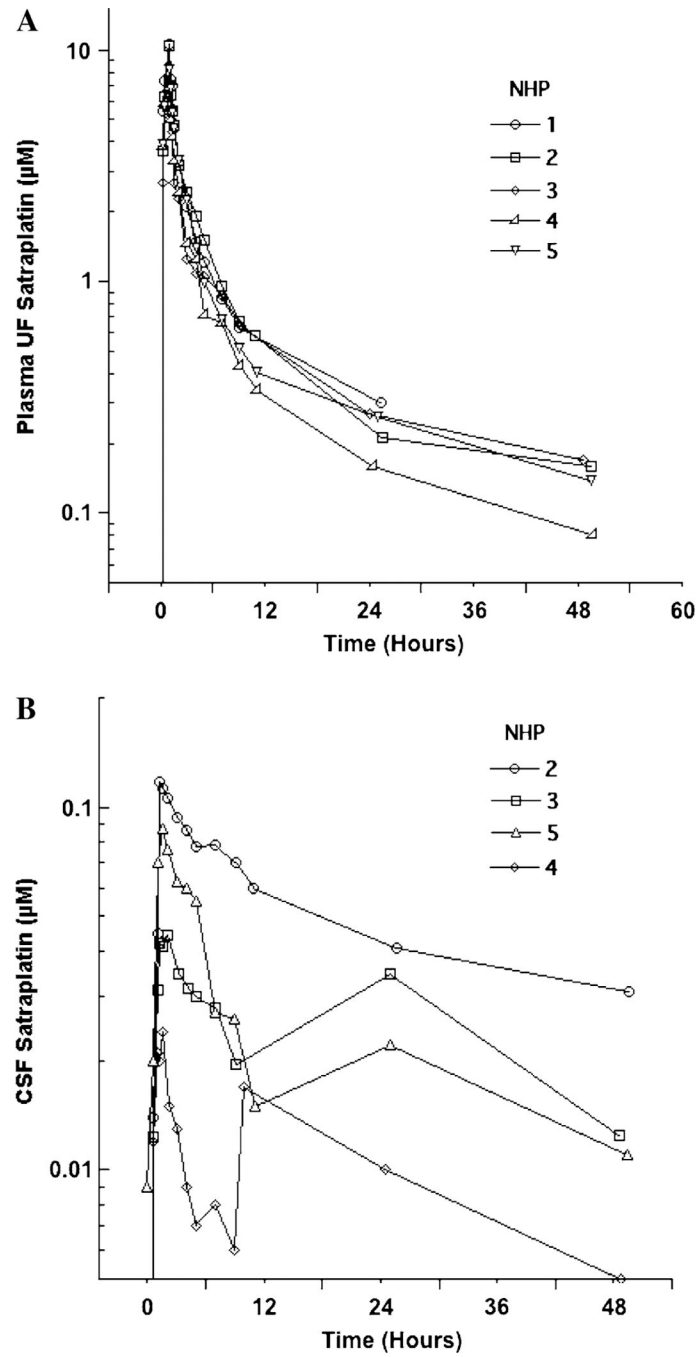 A
Plasma UF Satraplatin (µM)
10
1
0.1
NHP
1
2
3
4
5
0 12 24 36 48 60
Time (Hours)
B
CSF Satraplatin (µM)
0.1
0.01
NHP
2
3
5
4
0 12 24 36 48
Time (Hours)